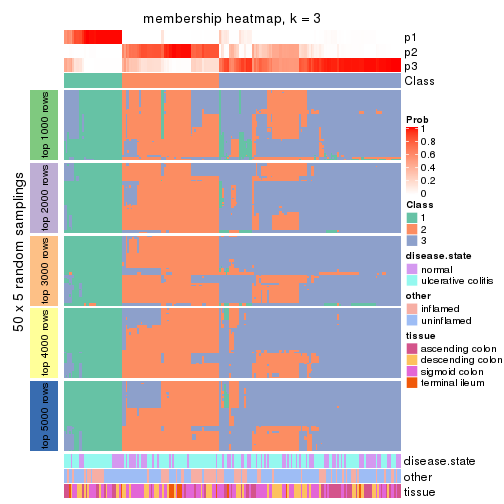 membership heatmap, k = 3
p1
p2
p3
Class
50 x 5 random samplings
top 1000 rows
top 2000 rows
top 3000 rows
top 4000 rows
top 5000 rows
Prob
1
0.8
0.6
0.4
0.2
0
Class
1
2
3
disease.state
normal
ulcerative colitis
other
inflamed
uninflamed
tissue
ascending colon
descending colon
sigmoid colon
terminal ileum
disease.state
other
tissue